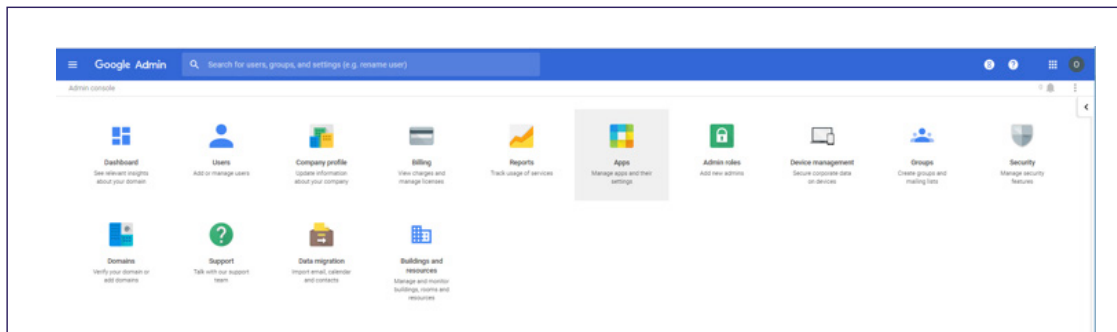 Google Admin
Search for users, groups, and settings (e.g. rename user)
Admin console
0
Dashboard
See relevant insights
about your domain
Users
Add or manage users
Company profile
Update information
about your company
Billing
View charges and
manage licenses
Reports
Track usage of services
Apps
Manage apps and their
settings
Admin roles
Add new admins
Device management
Secure corporate data
on devices
Groups
Create groups and
mailing lists
Security
Manage security
features
Domains
Verify your domain or
add domains
Support
Talk with our support
team
Data migration
Import email, calendar
and contacts
Buildings and
resources
Manage and monitor
buildings, rooms and
resources